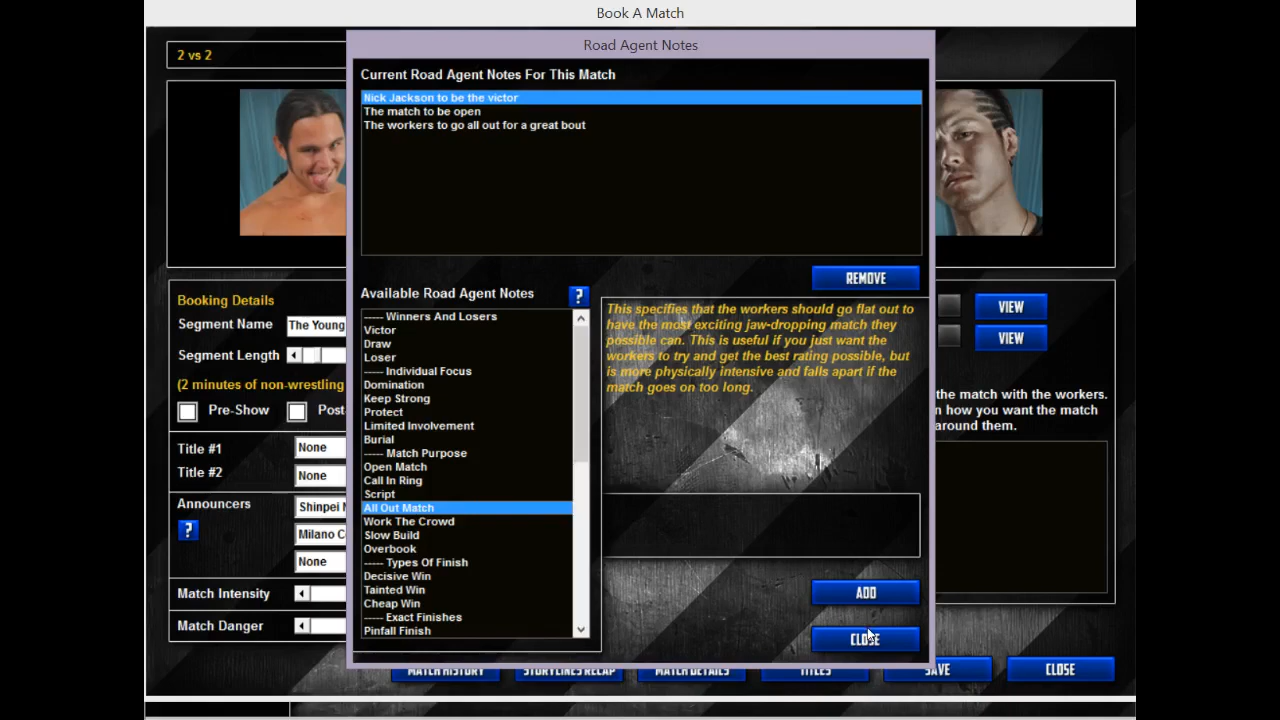 Book A Match
2 vs 2
Road Agent Notes
Current Road Agent Notes For This Match
Nick Jackson to be the victor
The match to be open
The workers to go all out for a great bout
REMOVE
Available Road Agent Notes
?
----- Winners And Losers
Victor
Draw
Loser
----- Individual Focus
Domination
Keep Strong
Protect
Limited Involvement
Burial
----- Match Purpose
Open Match
Call In Ring
Script
All Out Match
Work The Crowd
Slow Build
Overbook
----- Types Of Finish
Decisive Win
Tainted Win
Cheap Win
----- Exact Finishes
Pinfall Finish
This specifies that the workers should go flat out to
have the most exciting jaw-dropping match they
possible can. This is useful if you just want the
workers to try and get the best rating possible, but
is more physically intensive and falls apart if the
match goes on too long.
ADD
CLOSE
Booking Details
Segment Name The Young
Segment Length
(2 minutes of non-wrestling
Pre-Show Post
Title #1 None
Title #2 None
Announcers Shinpei
? Milano C
None
Match Intensity
Match Danger
VIEW
VIEW
the match with the workers.
n how you want the match
around them.
MATCH HISTORY STORYLINES RECAP MATCH DETAILS TITLES SAVE CLOSE